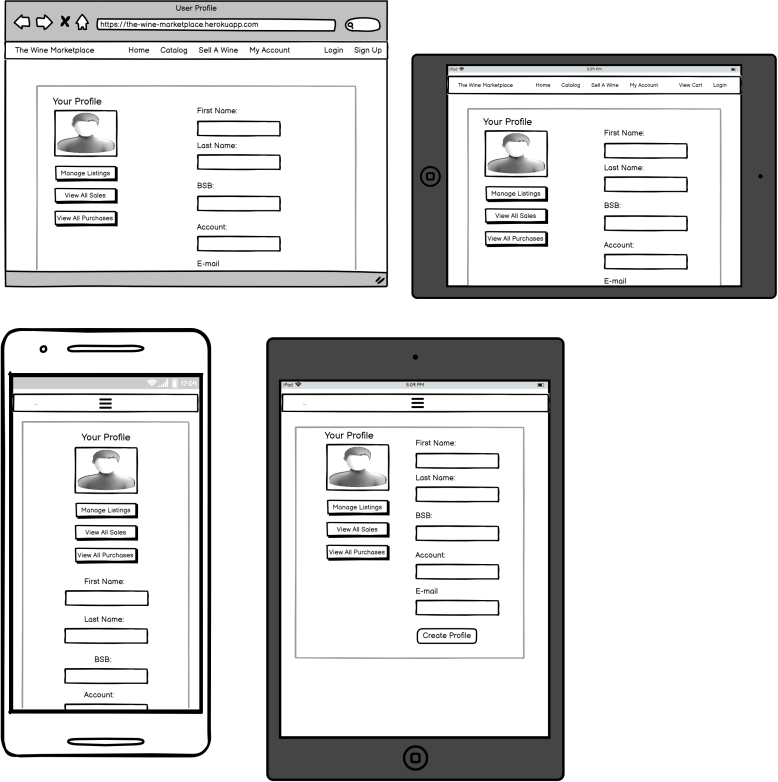 User Profile
https://the-wine-marketplace.herokuapp.com
The Wine Marketplace Home Catalog Sell A Wine My Account Login Sign Up
Your Profile
Manage Listings
View All Sales
View All Purchases
First Name:
Last Name:
BSB:
Account:
E-mail
iPad 5:09 PM
The Wine Marketplace Home Catalog Sell A Wine My Account View Cart Login
Your Profile
Manage Listings
View All Sales
View All Purchases
First Name:
Last Name:
BSB:
Account:
E-mail
17:09
Your Profile
Manage Listings
View All Sales
View All Purchases
First Name:
Last Name:
BSB:
Account:
iPad 5:09 PM
Your Profile
Manage Listings
View All Sales
View All Purchases
First Name:
Last Name:
BSB:
Account:
E-mail
Create Profile